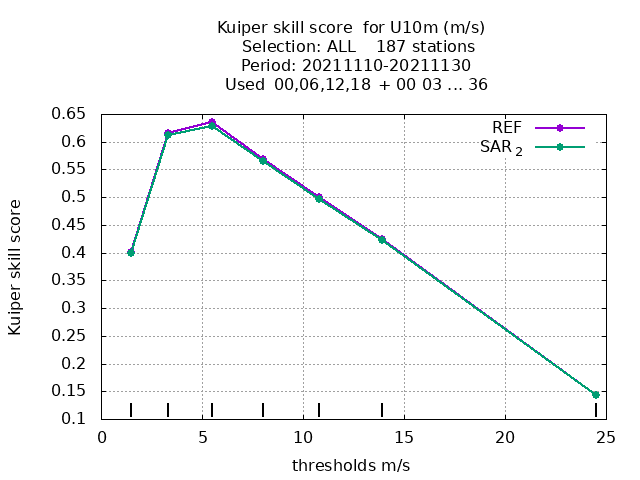 Kuiper skill score  for U10m (m/s)
Selection: ALL    187 stations
Period: 20211110-20211130
Used  00,06,12,18 + 00 03 ... 36
REF
SAR 2
0.65
0.6
0.55
0.5
0.45
0.4
0.35
0.3
0.25
0.2
0.15
0.1
Kuiper skill score
0 5 10 15 20 25
thresholds m/s